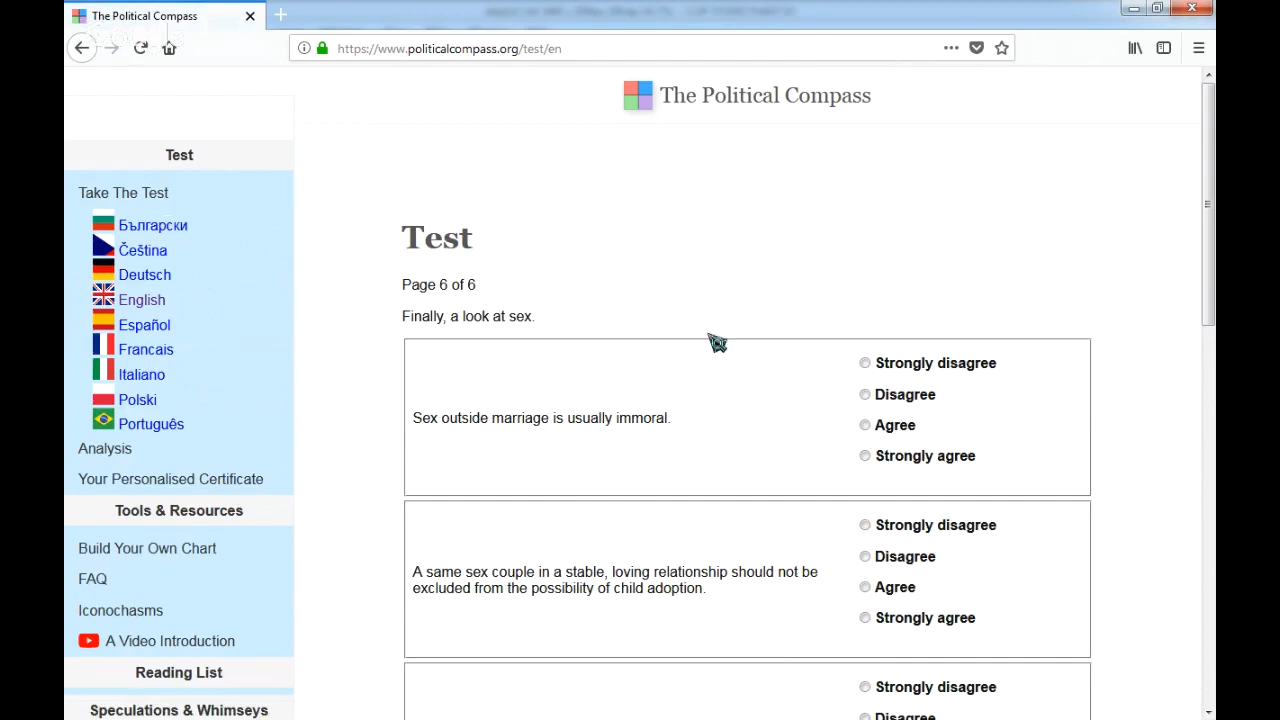 The Political Compass
https://www.politicalcompass.org/test/en
The Political Compass
Test
Take The Test
Български
Čeština
Deutsch
English
Español
Francais
Italiano
Polski
Português
Analysis
Your Personalised Certificate
Tools & Resources
Build Your Own Chart
FAQ
Iconochasms
A Video Introduction
Reading List
Speculations & Whimseys
Test
Page 6 of 6
Finally, a look at sex.
Sex outside marriage is usually immoral.
Strongly disagree
Disagree
Agree
Strongly agree
A same sex couple in a stable, loving relationship should not be
excluded from the possibility of child adoption.
Strongly disagree
Disagree
Agree
Strongly agree
Strongly disagree
Disagree